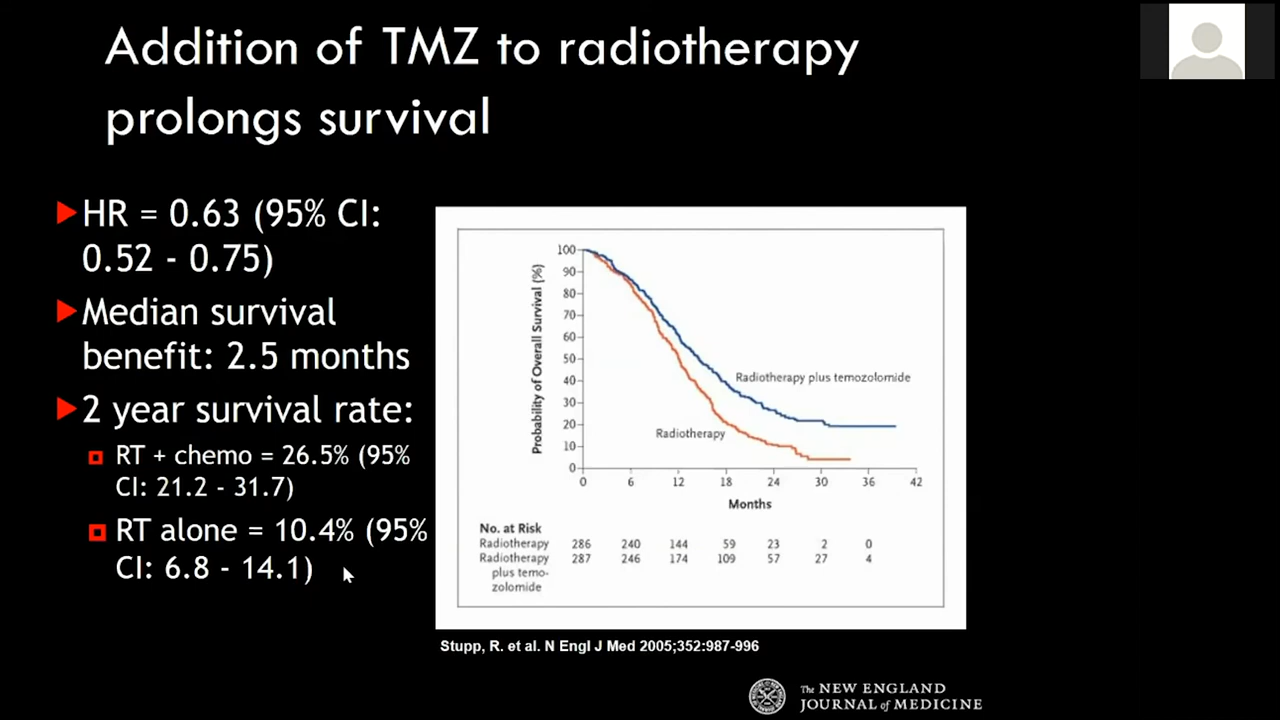 Addition of TMZ to radiotherapy
prolongs survival
HR = 0.63 (95% CI:
0.52 - 0.75)
Median survival
benefit: 2.5 months
2 year survival rate:
RT + chemo = 26.5% (95%
CI: 21.2 - 31.7)
RT alone = 10.4% (95%
CI: 6.8 - 14.1)
Probability of Overall Survival (%)
100
90
80
70
60
50
40
30
20
10
0
Radiotherapy plus temozolomide
Radiotherapy
0 6 12 18 24 30 36 42
Months
No. at Risk
Radiotherapy 286 240 144 59 23 2 0
Radiotherapy 287 246 174 109 57 27 4
plus temo-
zolomide
Stupp, R. et al. N Engl J Med 2005;352:987-996
The NEW ENGLAND
JOURNAL of MEDICINE